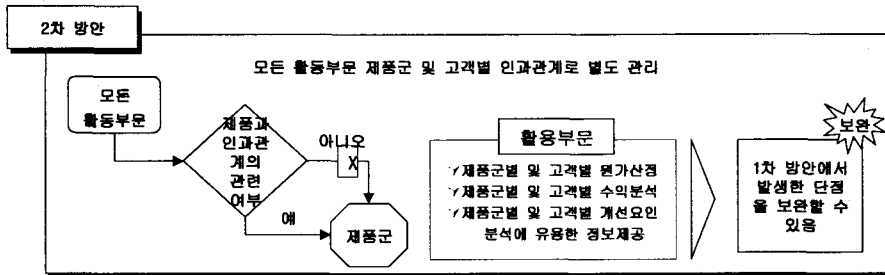 2차 방안
모든 활동부문 제품군 및 고객별 인과관계로 별도 관리
모든
활동부문
제품과
인과관
계의
관련
여부
아니오
X
예
제품군
활용부문
✓제품군별 및 고객별 원가산정
✓제품군별 및 고객별 수익분석
✓제품군별 및 고객별 개선요인
분석에 유용한 정보제공
보완
1차 방안에서
발생한 단점
을 보완할 수
있음